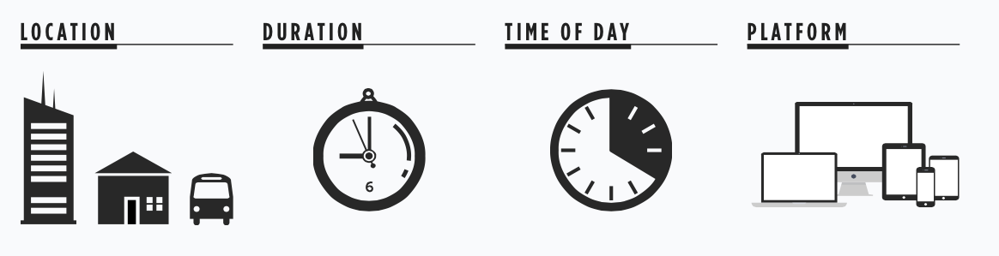 LOCATION
DURATION
TIME OF DAY
PLATFORM
6